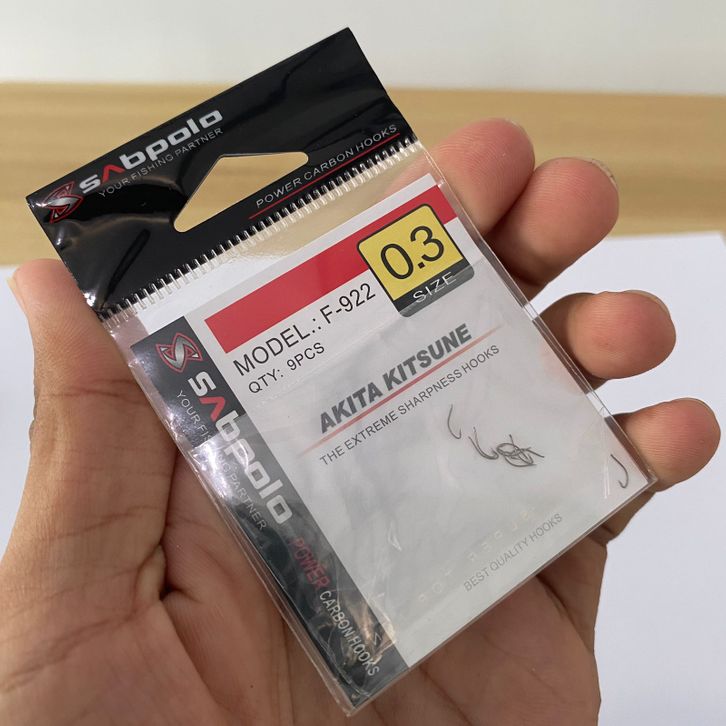 sabpolo
YOUR FISHING PARTNER
POWER CARBON HOOKS
0.3
SIZE
MODEL.: F-922
QTY: 9PCS
AKITA KITSUNE
THE EXTREME SHARPNESS HOOKS
sabpolo
YOUR FISHING PARTNER
POWER CARBON HOOKS
BEST QUALITY HOOKS